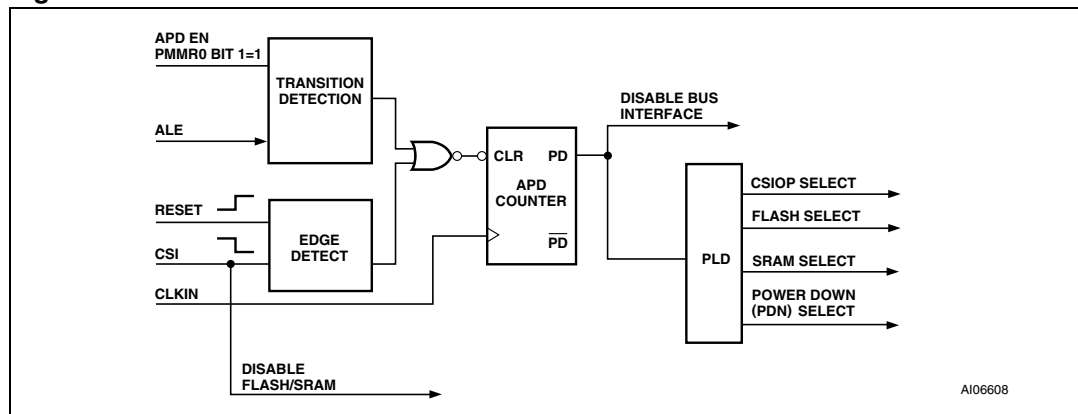 APD EN
PMMR0 BIT 1=1
TRANSITION
DETECTION
ALE
RESET
CSI
EDGE
DETECT
CLKIN
DISABLE
FLASH/SRAM
CLR PD
APD
COUNTER
PD
DISABLE BUS
INTERFACE
PLD
CSIOP SELECT
FLASH SELECT
SRAM SELECT
POWER DOWN
(PDN) SELECT
AI06608